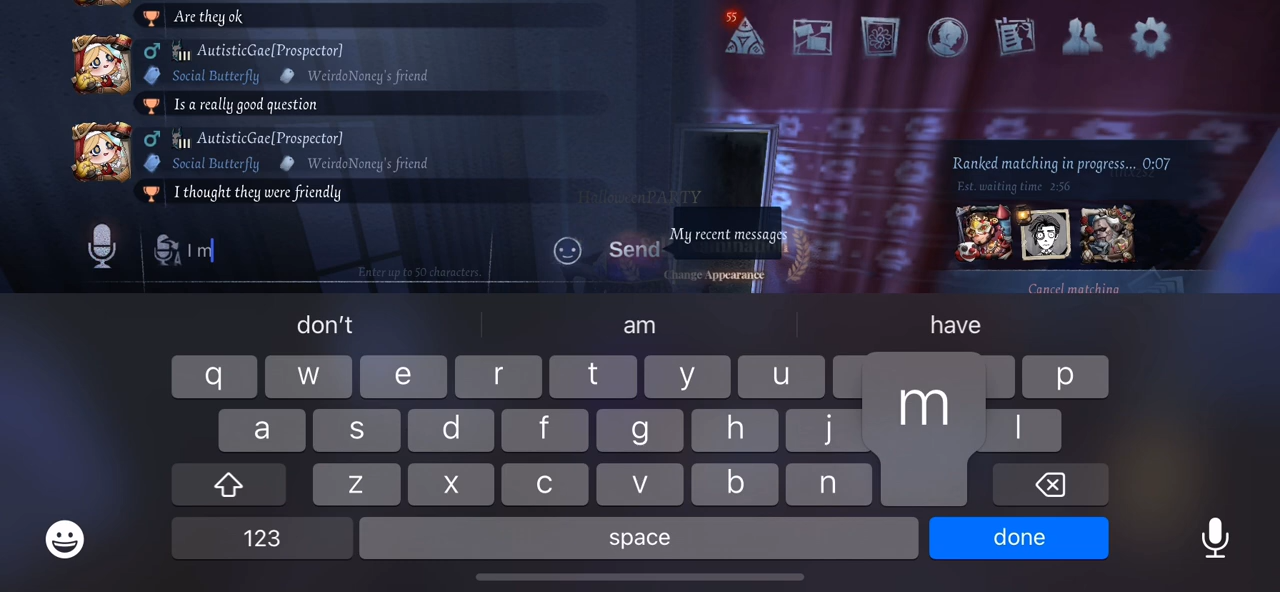 Are they ok
AutisticGae[Prospector]
Social Butterfly WeirdoNoney's friend
Is a really good question
AutisticGae[Prospector]
Social Butterfly WeirdoNoney's friend
I thought they were friendly
I m
Enter up to 50 characters.
Send
My recent messages
HalloweenPARTY
Change Appearance
55
Ranked matching in progress... 0:07
Est. waiting time 2:56
Cancel matching
don't am have
q w e r t y u p
a s d f g h j l
m
z x c v b n
123 space done